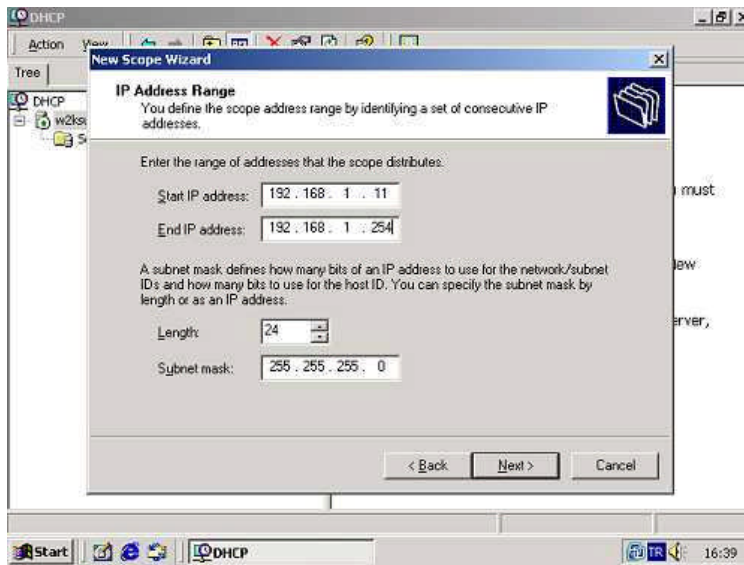 DHCP
Action View
New Scope Wizard
Tree
IP Address Range
You define the scope address range by identifying a set of consecutive IP
addresses.
DHCP
Enter the range of addresses that the scope distributes.
Start IP address: 192 . 168 . 1 . 11
must
End IP address: 192 . 168 . 1 . 254
A subnet mask defines how many bits of an IP address to use for the network/subnet
IDs and how many bits to use for the host ID. You can specify the subnet mask by
length or as an IP address.
Length: 24
Subnet mask: 255 . 255 . 255 . 0
< Back Next > Cancel
Start DHCP TR 16:39